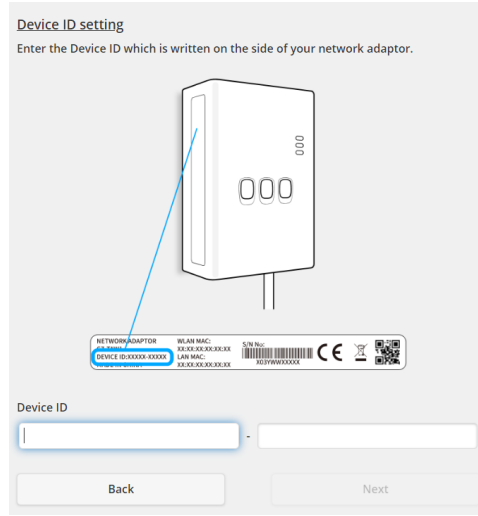 Device ID setting
Enter the Device ID which is written on the side of your network adaptor.
NETWORK ADAPTOR
DEVICE ID:XXXXX-XXXXX
WLAN MAC:
XX:XX:XX:XX:XX:XX
LAN MAC:
XX:XX:XX:XX:XX:XX
S/N Nu:
X03YWWXXXXX
CE
Device ID
-
Back
Next